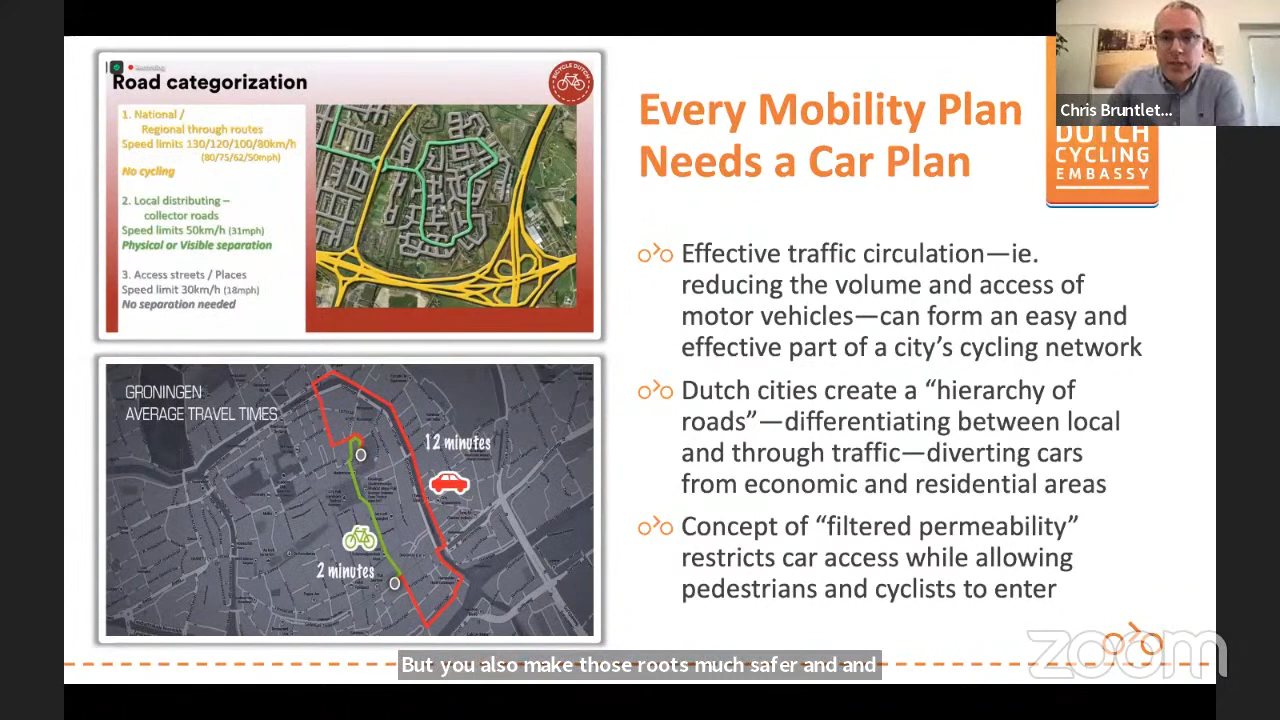 Recording
Road categorization
BICYCLE DUTCH
1. National /
Regional through routes
Speed limits 130/120/100/80km/h
(80/75/62/50mph)
No cycling
2. Local distributing –
collector roads
Speed limits 50km/h (31mph)
Physical or Visible separation
3. Access streets / Places
Speed limit 30km/h (18mph)
No separation needed
GRONINGEN
AVERAGE TRAVEL TIMES
12 minutes
2 minutes
Every Mobility Plan
Needs a Car Plan
Chris Bruntlet...
DUTCH
CYCLING
EMBASSY
Effective traffic circulation—ie.
reducing the volume and access of
motor vehicles—can form an easy and
effective part of a city’s cycling network
Dutch cities create a “hierarchy of
roads”—differentiating between local
and through traffic—diverting cars
from economic and residential areas
Concept of “filtered permeability”
restricts car access while allowing
pedestrians and cyclists to enter
zoom
But you also make those roots much safer and and